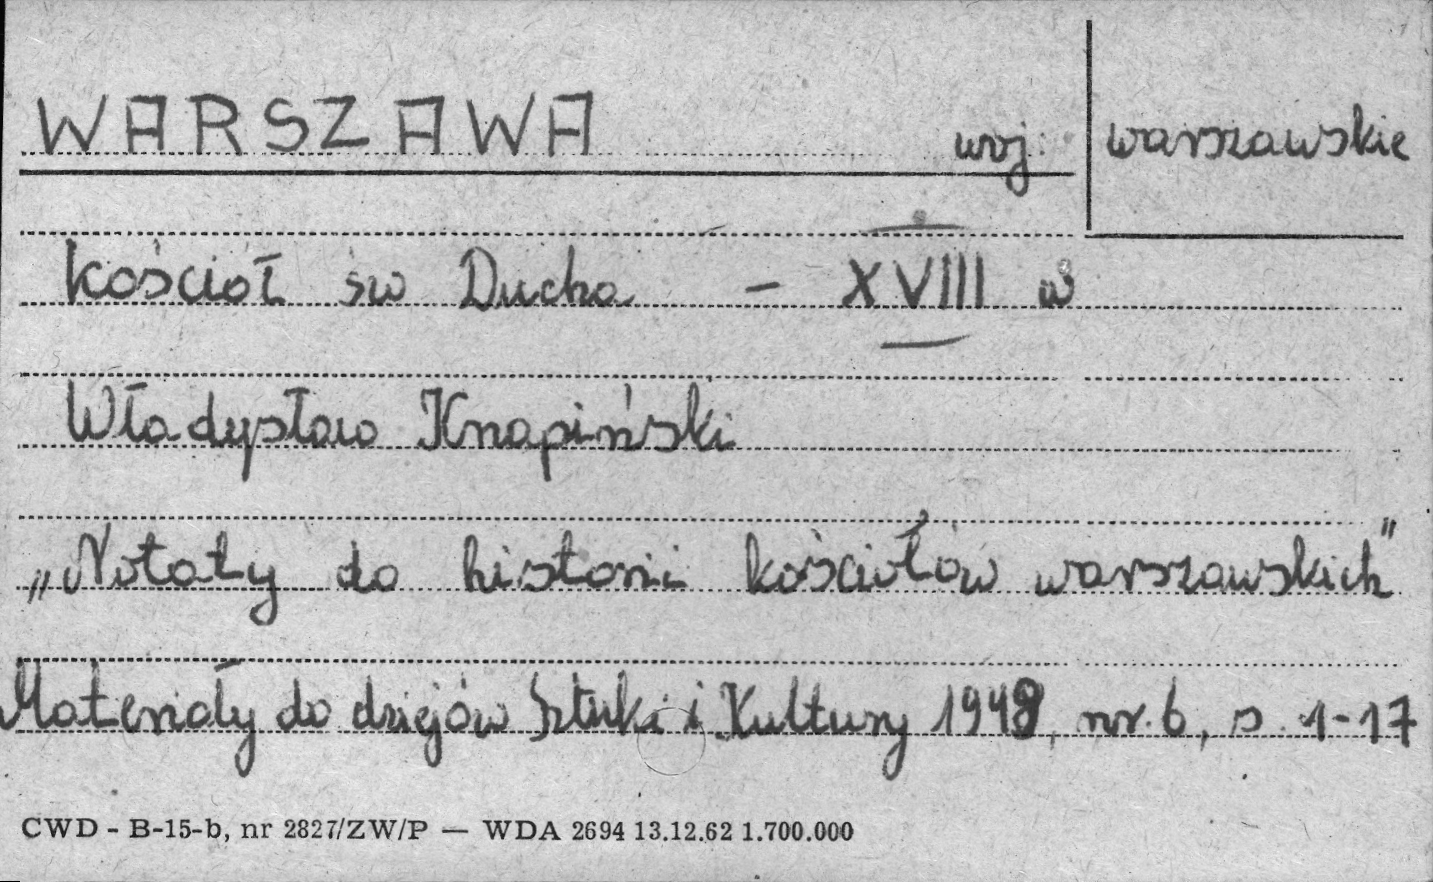 WARSZAWA woj. warszawskie
kościół św Ducha – XVIII w
Władysław Knapiński
„Notaty do historii kościołów warszawskich”
Materiały do dziejów Sztuki i Kultury 1949, nr. 6, s. 1-17
CWD - B-15-b, nr 2827/ZW/P — WDA 2694 13.12.62 1.700.000